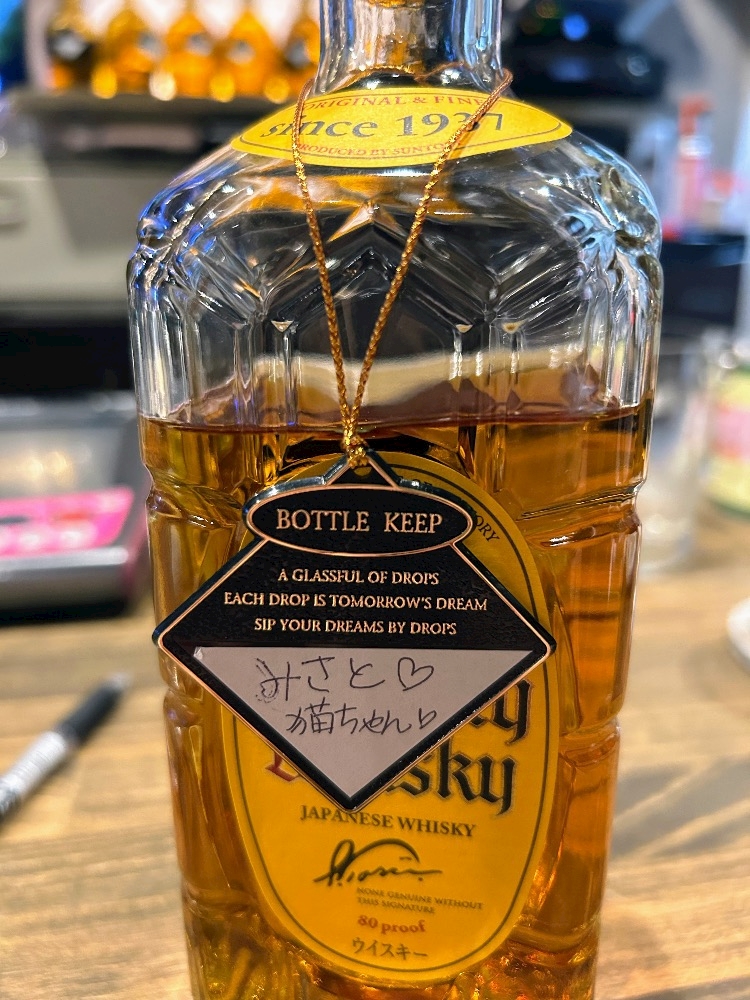 ORIGINAL & FINE
since 1937
PRODUCED BY SUNTORY
BOTTLE KEEP
A GLASSFUL OF DROPS
EACH DROP IS TOMORROW'S DREAM
SIP YOUR DREAMS BY DROPS
みさと♡
猫ちゃん♡
Whisky
JAPANESE WHISKY
NONE GENUINE WITHOUT
THIS SIGNATURE
80 proof
ウイスキー